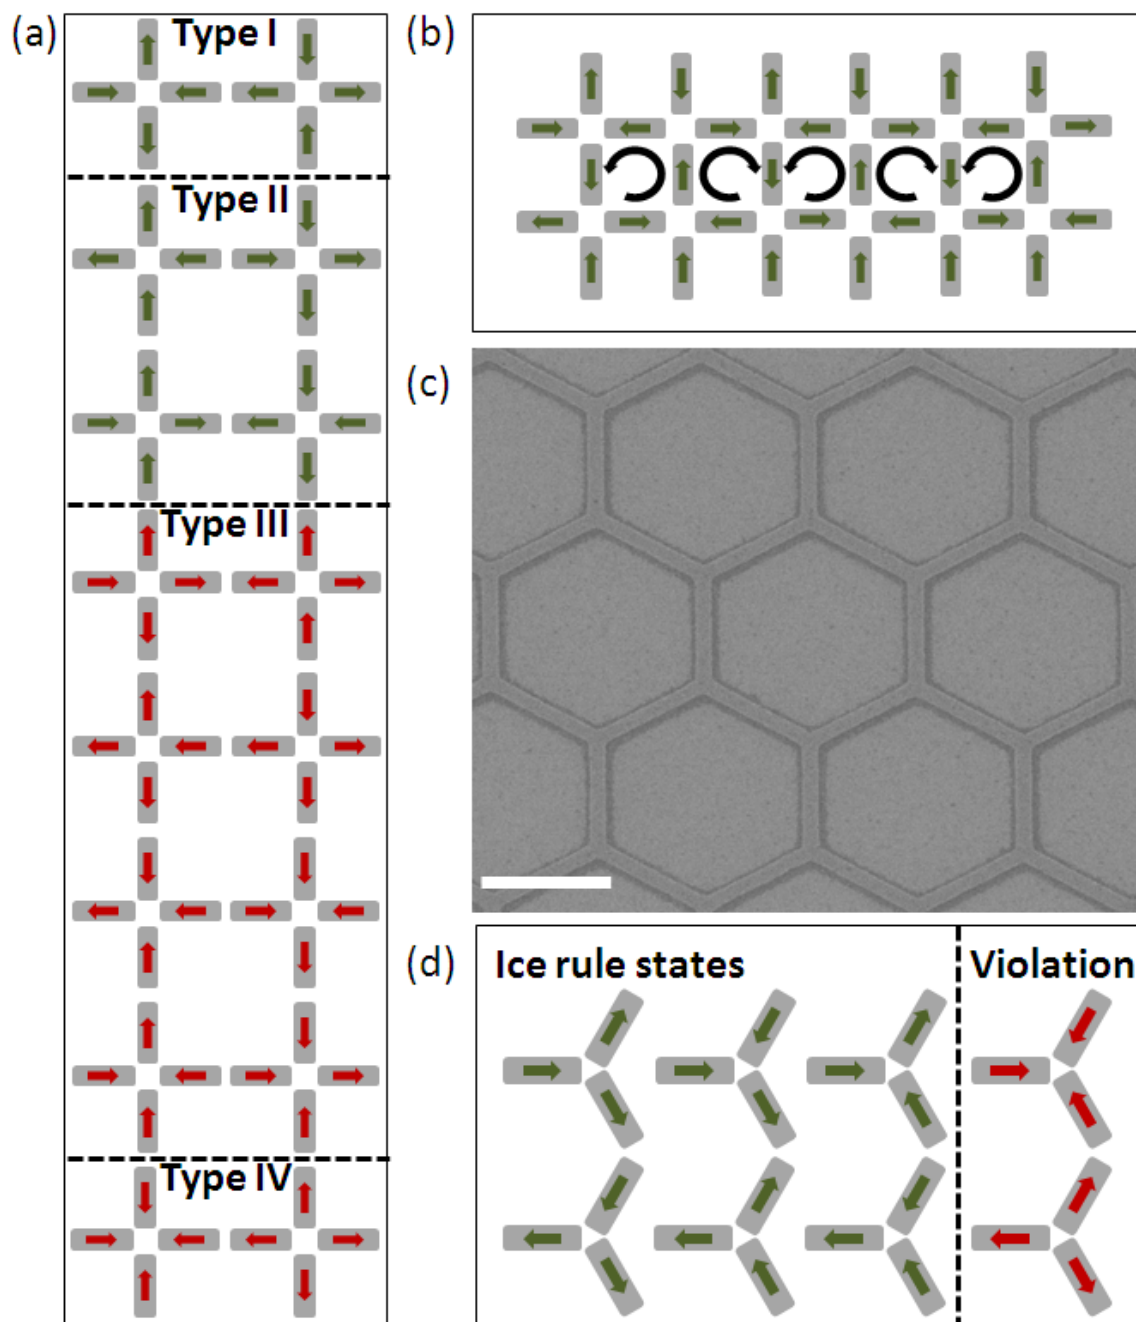 (a)
Type I
Type II
Type III
Type IV
(b)
(c)
(d)
Ice rule states
Violation